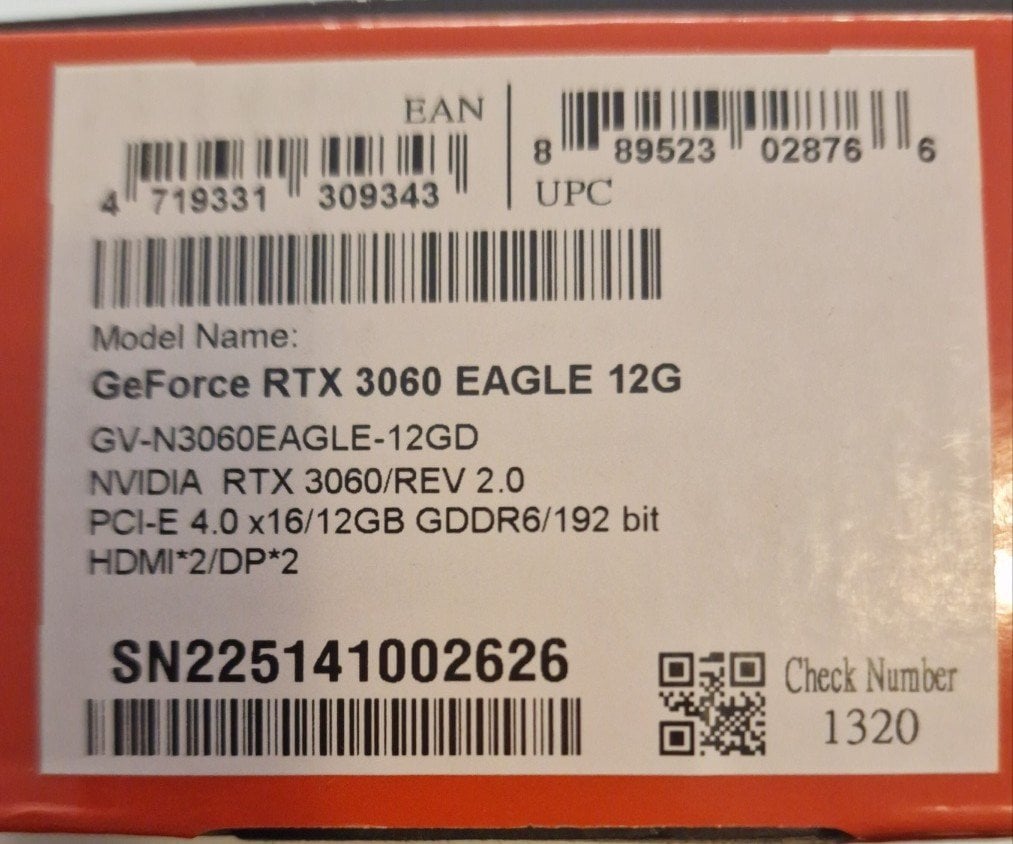 EAN
4 719331 309343
8 89523 02876 6
UPC
Model Name:
GeForce RTX 3060 EAGLE 12G
GV-N3060EAGLE-12GD
NVIDIA RTX 3060/REV 2.0
PCI-E 4.0 x16/12GB GDDR6/192 bit
HDMI*2/DP*2
SN225141002626
Check Number
1320